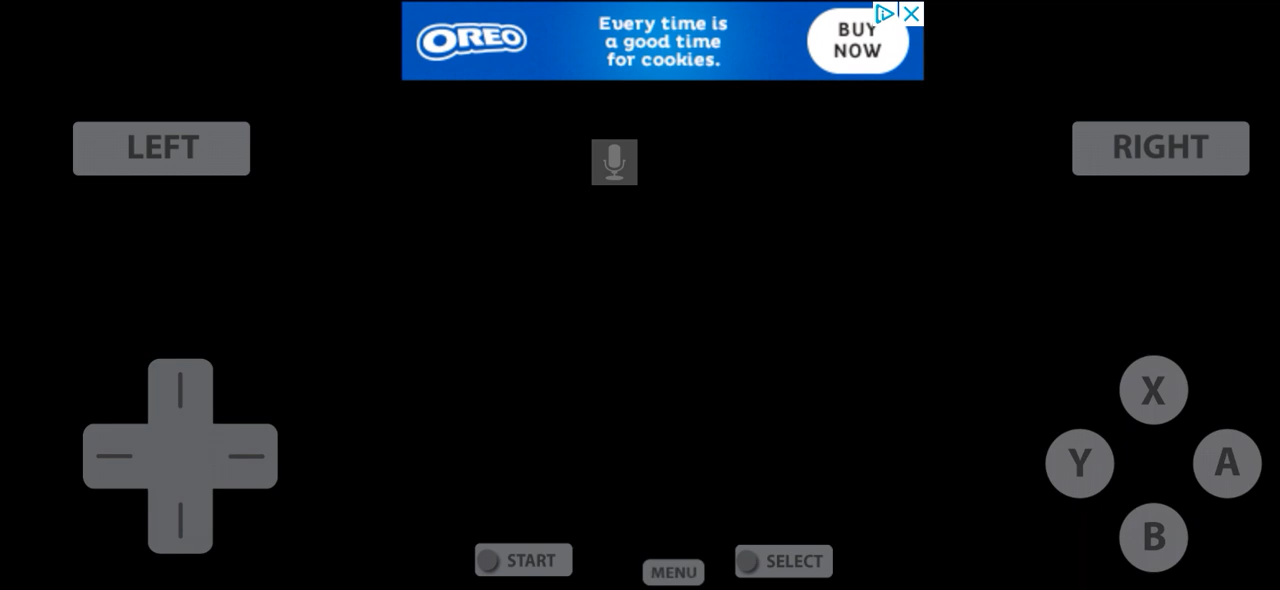 OREO
Every time is
a good time
for cookies.
BUY
NOW
LEFT
RIGHT
X
Y
A
B
START
SELECT
MENU